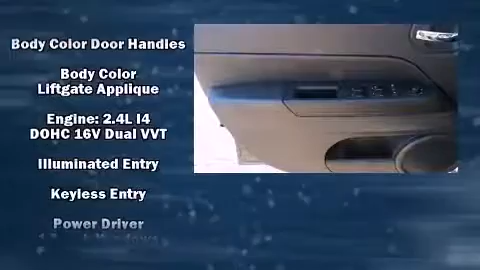 Body Color Door Handles
Body Color
Liftgate Applique
Engine: 2.4L I4
DOHC 16V Dual VVT
Illuminated Entry
Keyless Entry
Power Driver